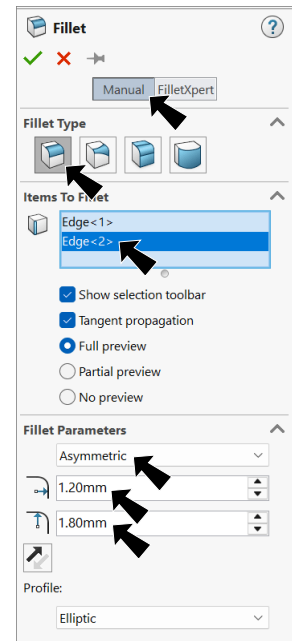 Fillet
?
Manual FilletXpert
Fillet Type
Items To Fillet
Edge<1>
Edge<2>
Show selection toolbar
Tangent propagation
Full preview
Partial preview
No preview
Fillet Parameters
Asymmetric
1.20mm
1.80mm
Profile:
Elliptic